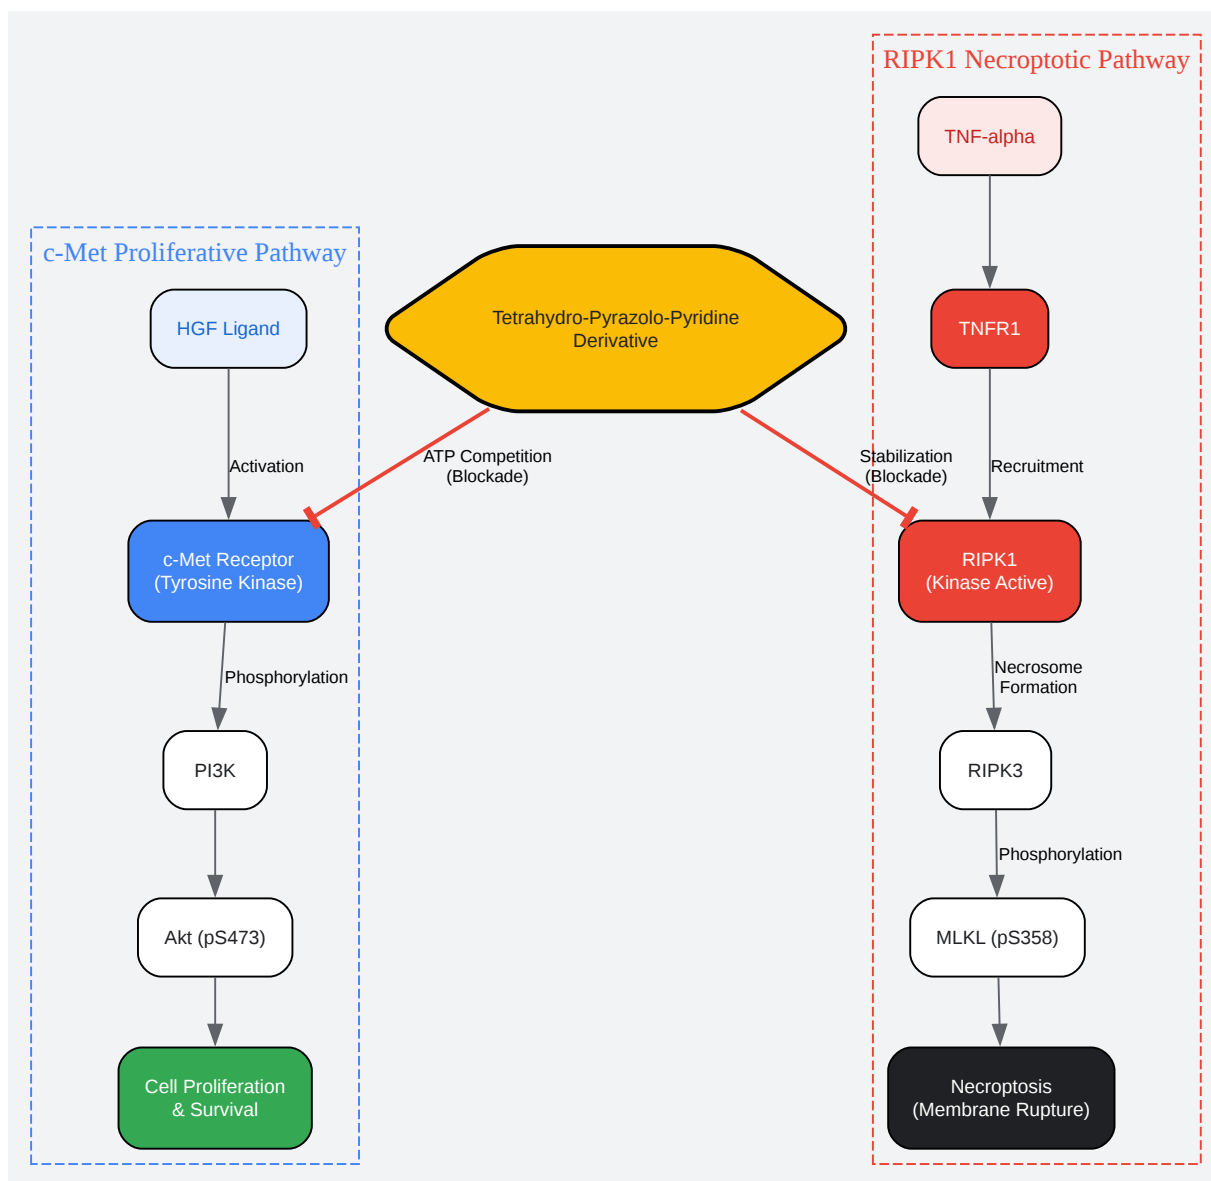 RIPK1 Necroptotic Pathway
TNF-alpha
c-Met Proliferative Pathway
HGF Ligand
Tetrahydro-Pyrazolo-Pyridine
Derivative
TNFR1
Activation
ATP Competition
(Blockade)
Stabilization
(Blockade)
Recruitment
c-Met Receptor
(Tyrosine Kinase)
RIPK1
(Kinase Active)
Phosphorylation
Necrosome
Formation
PI3K
RIPK3
Phosphorylation
Akt (pS473)
MLKL (pS358)
Cell Proliferation
& Survival
Necroptosis
(Membrane Rupture)